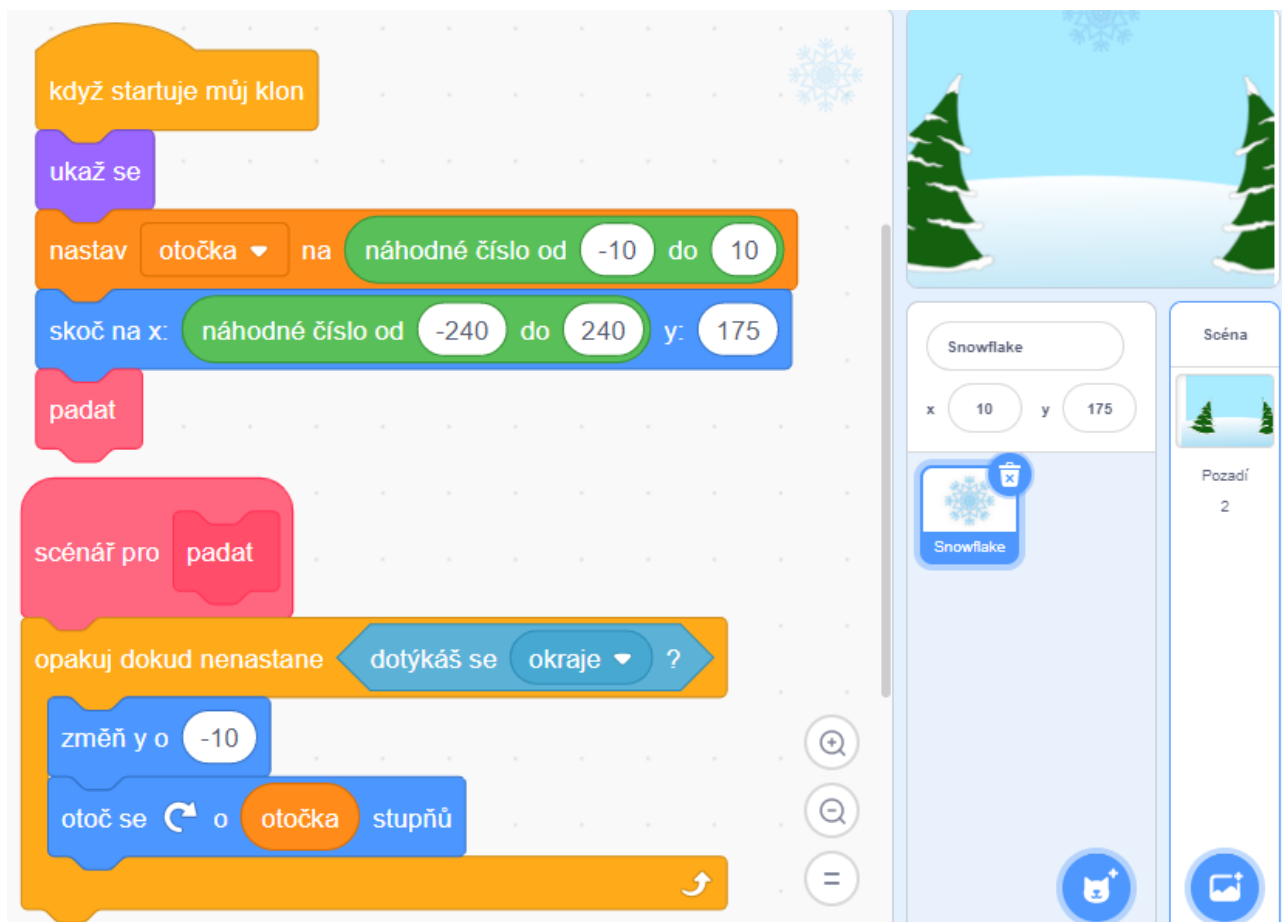 když startuje můj klon
ukaž se
nastav otočka na náhodné číslo od -10 do 10
skoč na x: náhodné číslo od -240 do 240 y: 175
padat
scénář pro padat
opakuj dokud nenastane dotýkáš se okraje ?
změň y o -10
otoč se o otočka stupňů
Snowflake
x 10 y 175
Snowflake
Scéna
Pozadí
2